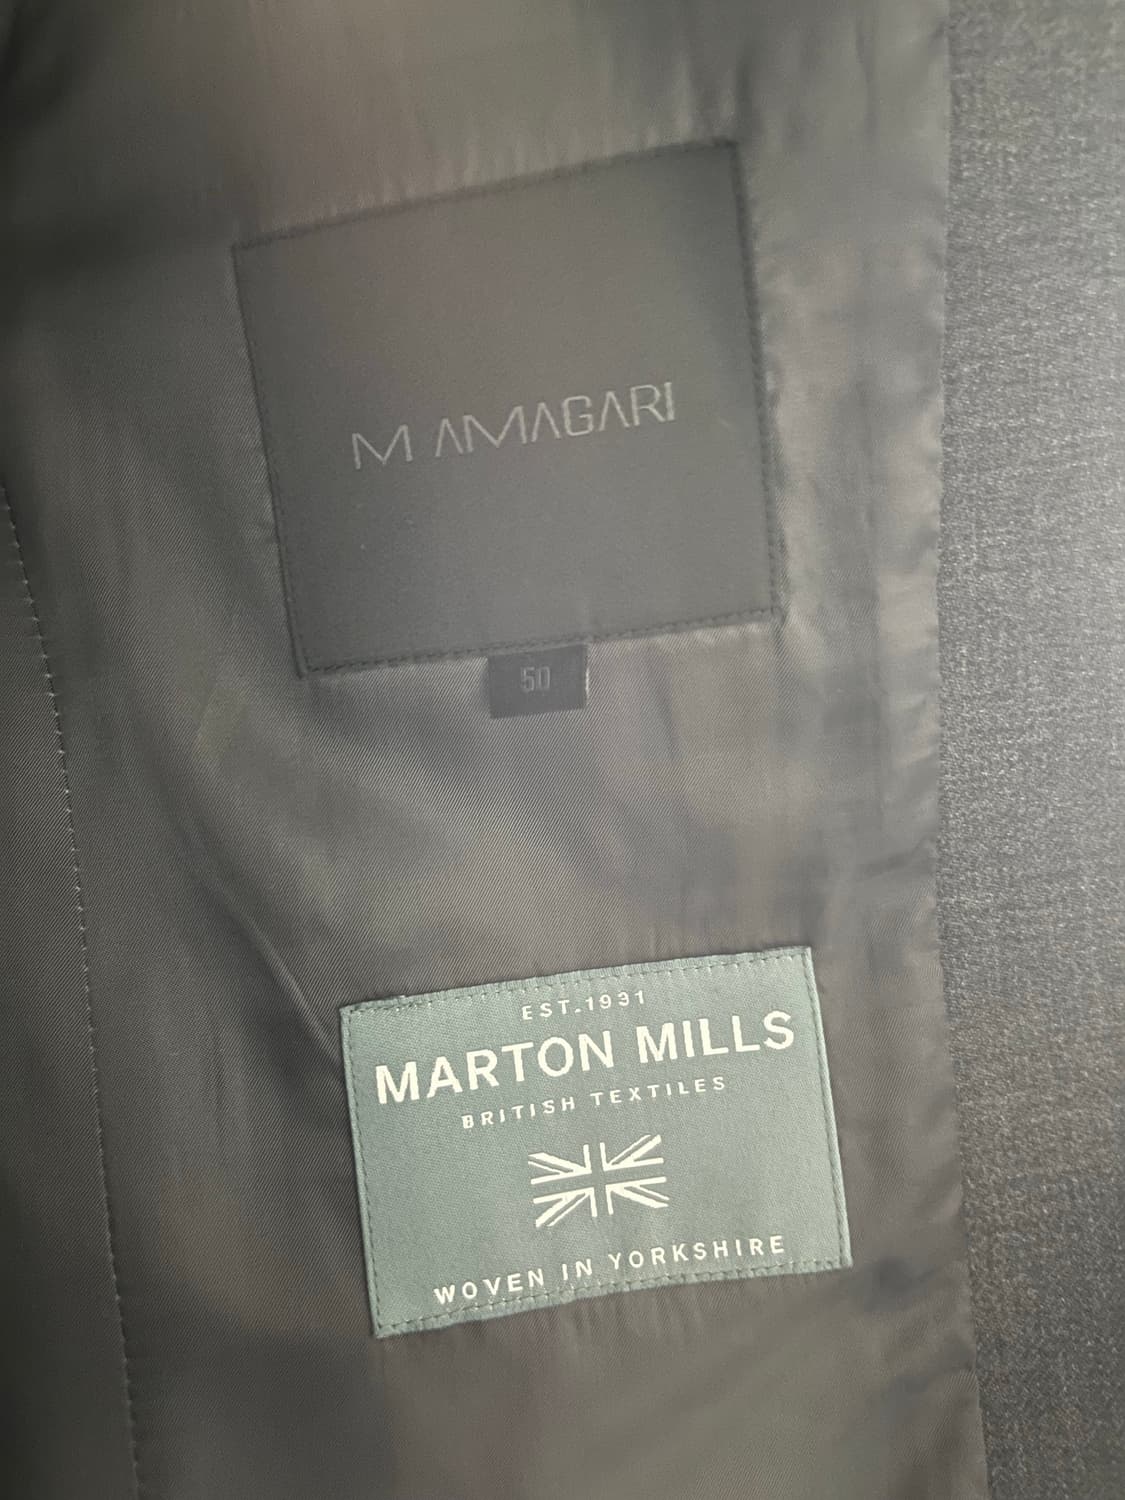 M AMAGARI
50
EST.1931
MARTON MILLS
BRITISH TEXTILES
WOVEN IN YORKSHIRE